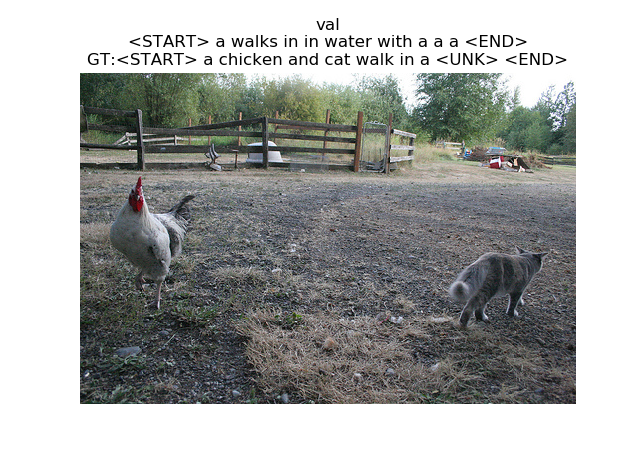 val
<START> a walks in in water with a a a <END>
GT:<START> a chicken and cat walk in a <UNK> <END>